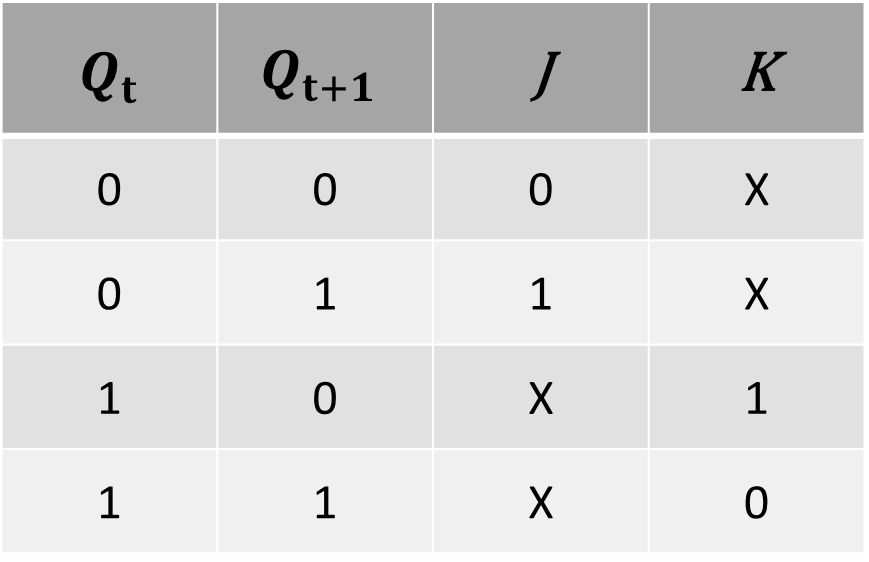 Qt Qt+1 J K
0 0 0 X
0 1 1 X
1 0 X 1
1 1 X 0